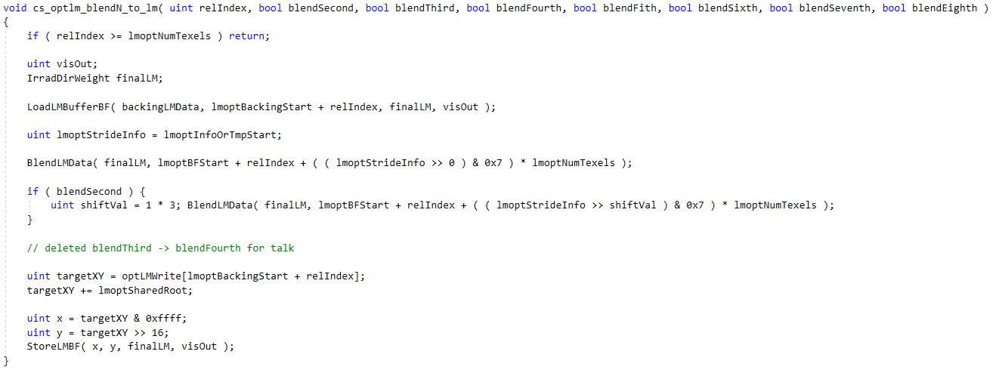 void cs_optlm_blendN_to_lm( uint relIndex, bool blendSecond, bool blendThird, bool blendFourth, bool blendFith, bool blendSixth, bool blendSeventh, bool blendEighth )
{
    if ( relIndex >= lmoptNumTexels ) return;

    uint visOut;
    IrradDirWeight finalLM;

    LoadLMBufferBF( backingLMData, lmoptBackingStart + relIndex, finalLM, visOut );

    uint lmoptStrideInfo = lmoptInfoOrTmpStart;

    BlendLMData( finalLM, lmoptBFStart + relIndex + ( ( lmoptStrideInfo >> 0 ) & 0x7 ) * lmoptNumTexels );

    if ( blendSecond ) {
        uint shiftVal = 1 * 3; BlendLMData( finalLM, lmoptBFStart + relIndex + ( ( lmoptStrideInfo >> shiftVal ) & 0x7 ) * lmoptNumTexels );
    }

    // deleted blendThird -> blendFourth for talk

    uint targetXY = optLMWrite[lmoptBackingStart + relIndex];
    targetXY += lmoptSharedRoot;

    uint x = targetXY & 0xffff;
    uint y = targetXY >> 16;
    StoreLMBF( x, y, finalLM, visOut );
}